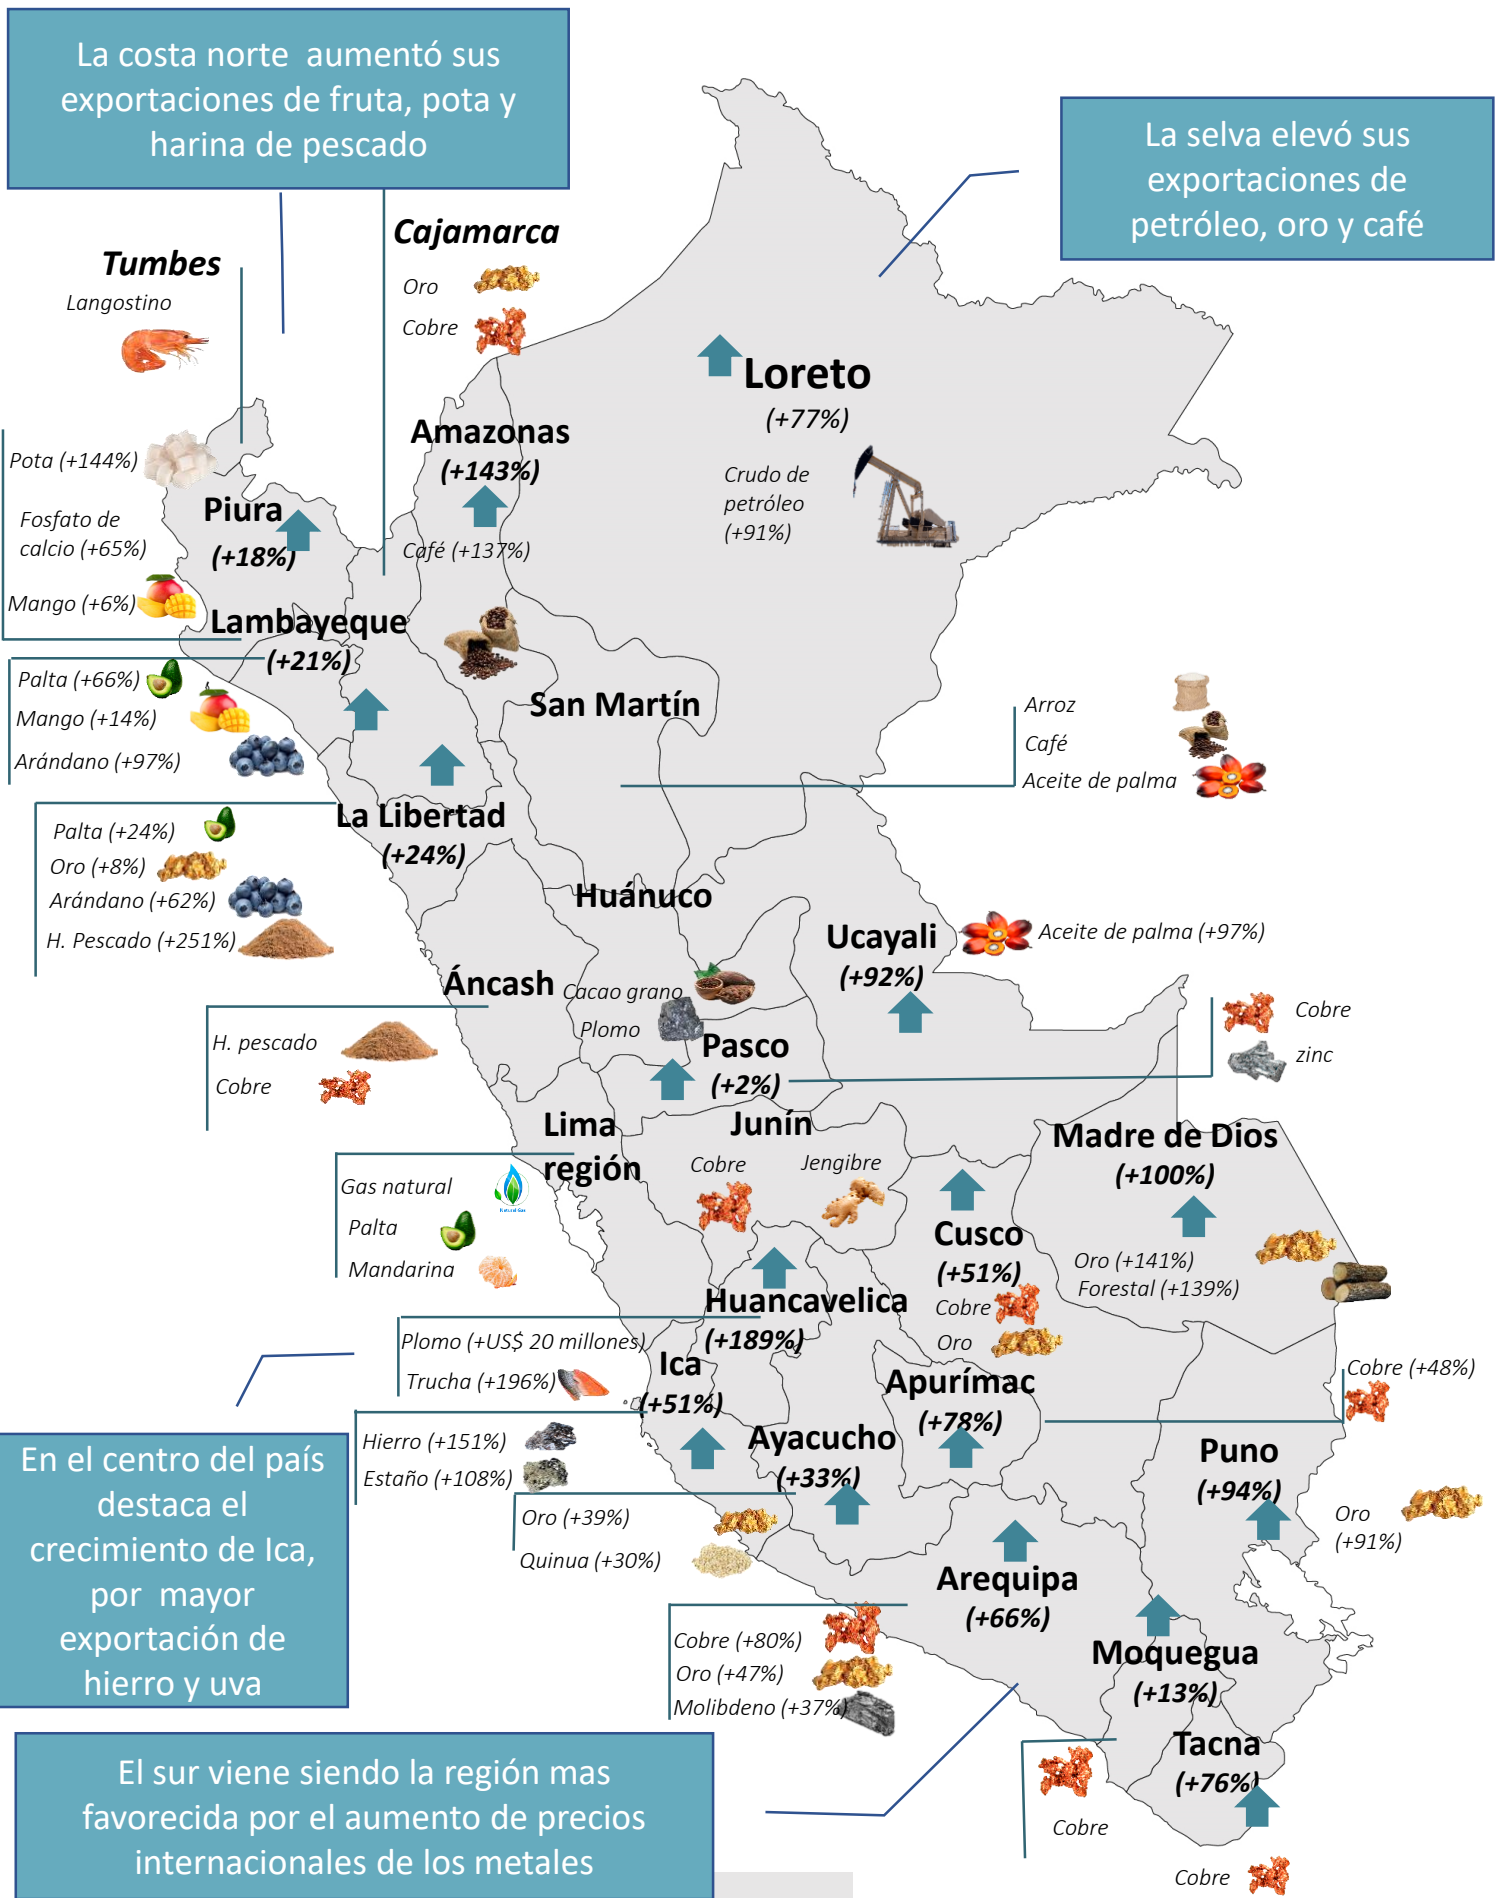 La costa norte  aumentó sus
exportaciones de fruta, pota y
harina de pescado
La selva elevó sus
exportaciones de
petróleo, oro y café
Cajamarca
Oro
Cobre
Tumbes
Langostino
Loreto
(+77%)
Crudo de
petróleo
(+91%)
Amazonas
(+143%)
Café (+137%)
Pota (+144%)
Fosfato de
calcio (+65%)
Mango (+6%)
Piura
(+18%)
Lambayeque
(+21%)
Palta (+66%)
Mango (+14%)
Arándano (+97%)
San Martín
Arroz
Café
Aceite de palma
La Libertad
(+24%)
Palta (+24%)
Oro (+8%)
Arándano (+62%)
H. Pescado (+251%)
Huánuco
Cacao grano
Plomo
Ucayali
(+92%)
Aceite de palma (+97%)
Áncash
H. pescado
Cobre
Pasco
(+2%)
Cobre
zinc
Lima
región
Gas natural
Natural Gas
Palta
Mandarina
Junín
Cobre
Jengibre
Madre de Dios
(+100%)
Oro (+141%)
Forestal (+139%)
Cusco
(+51%)
Cobre
Oro
Huancavelica
(+189%)
Plomo (+US$ 20 millones)
Trucha (+196%)
Ica
(+51%)
Hierro (+151%)
Estaño (+108%)
Apurímac
(+78%)
Cobre (+48%)
Ayacucho
(+33%)
Oro (+39%)
Quinua (+30%)
Puno
(+94%)
Oro
(+91%)
En el centro del país
destaca el
crecimiento de Ica,
por  mayor
exportación de
hierro y uva
Arequipa
(+66%)
Cobre (+80%)
Oro (+47%)
Molibdeno (+37%)
Moquegua
(+13%)
Cobre
Tacna
(+76%)
Cobre
El sur viene siendo la región mas
favorecida por el aumento de precios
internacionales de los metales